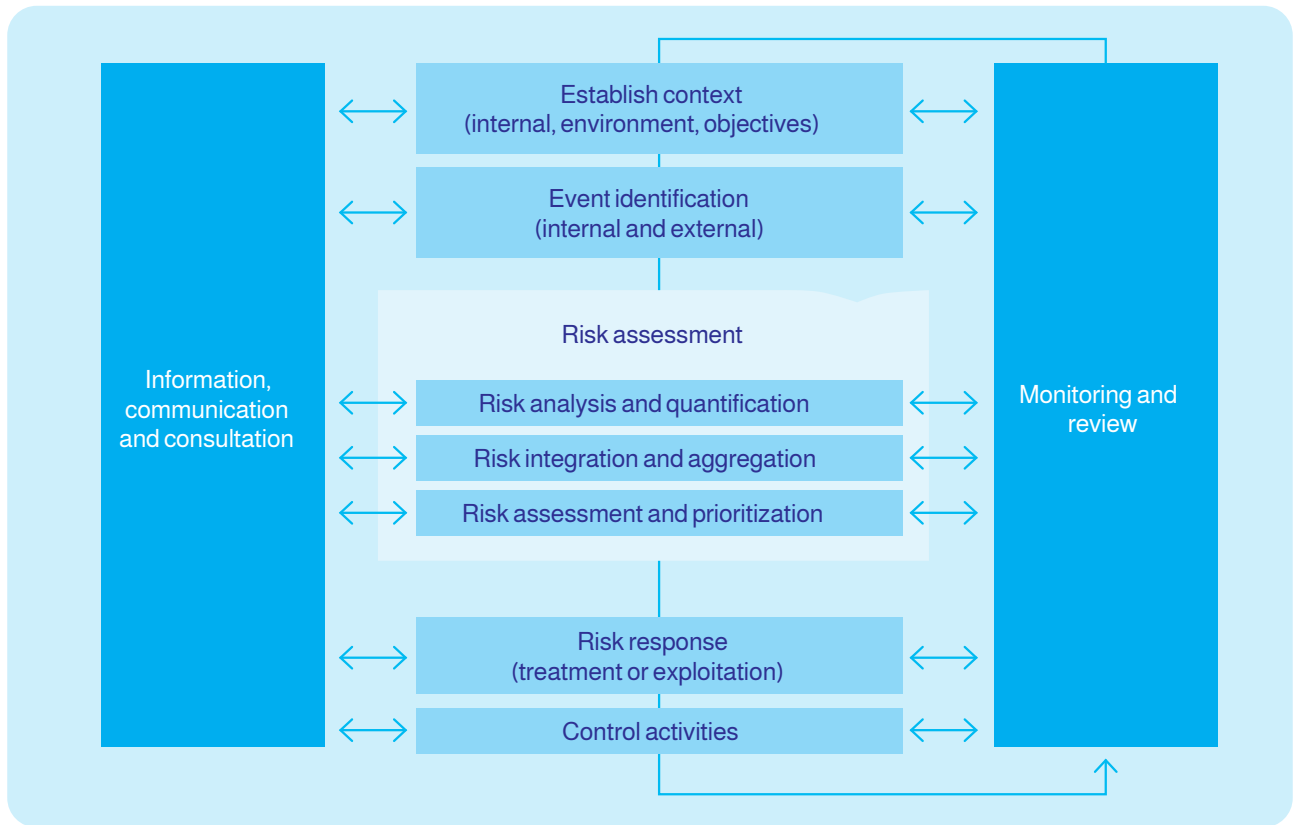 Establish context
(internal, environment, objectives)
Event identification
(internal and external)
Risk assessment
Information,
communication
and consultation
Risk analysis and quantification
Risk integration and aggregation
Risk assessment and prioritization
Monitoring and
review
Risk response
(treatment or exploitation)
Control activities